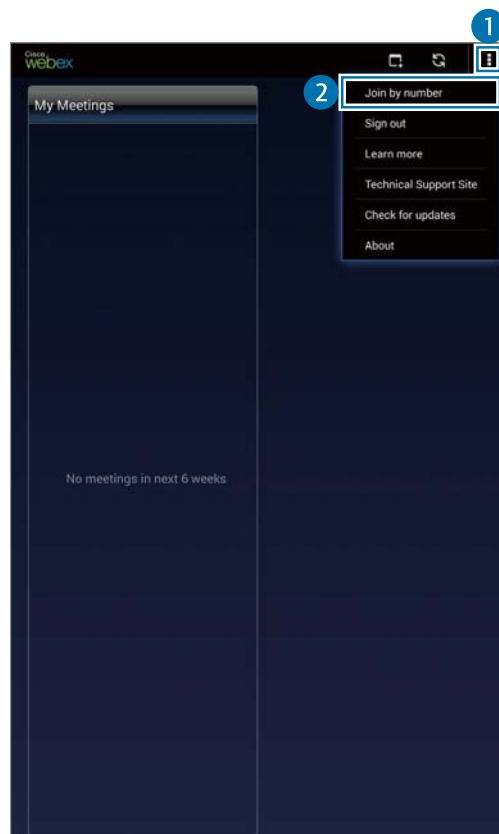 1
Cisco
webex
2
Join by number
My Meetings
Sign out
Learn more
Technical Support Site
Check for updates
About
No meetings in next 6 weeks